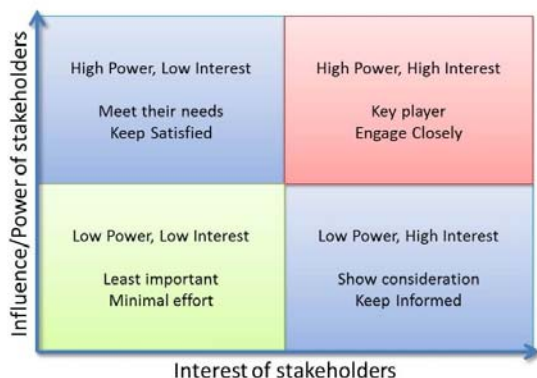 Influence/Power of stakeholders
High Power, Low Interest
Meet their needs
Keep Satisfied
High Power, High Interest
Key player
Engage Closely
Low Power, Low Interest
Least important
Minimal effort
Low Power, High Interest
Show consideration
Keep Informed
Interest of stakeholders